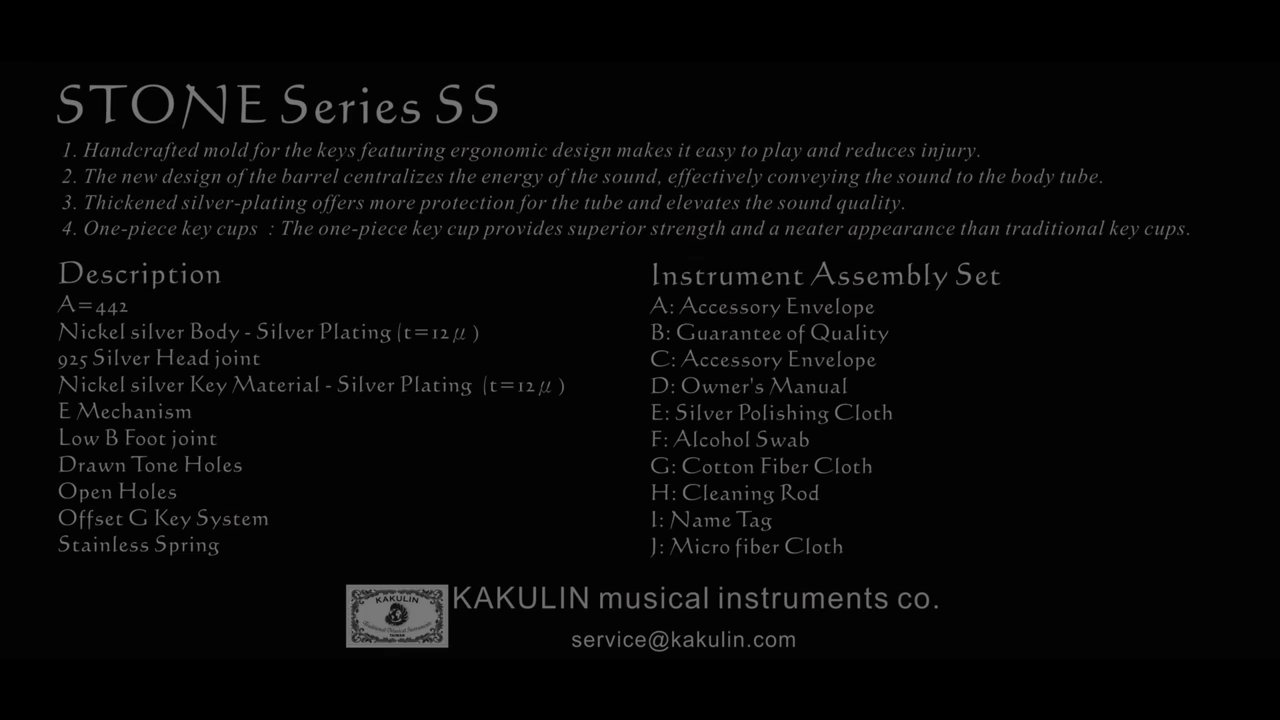 STONE Series SS
1. Handcrafted mold for the keys featuring ergonomic design makes it easy to play and reduces injury.
2. The new design of the barrel centralizes the energy of the sound, effectively conveying the sound to the body tube.
3. Thickened silver-plating offers more protection for the tube and elevates the sound quality.
4. One-piece key cups : The one-piece key cup provides superior strength and a neater appearance than traditional key cups.
Description
A=442
Nickel silver Body - Silver Plating (t=12μ )
925 Silver Head joint
Nickel silver Key Material - Silver Plating (t=12μ )
E Mechanism
Low B Foot joint
Drawn Tone Holes
Open Holes
Offset G Key System
Stainless Spring
Instrument Assembly Set
A: Accessory Envelope
B: Guarantee of Quality
C: Accessory Envelope
D: Owner's Manual
E: Silver Polishing Cloth
F: Alcohol Swab
G: Cotton Fiber Cloth
H: Cleaning Rod
I: Name Tag
J: Micro fiber Cloth
KAKULIN
KAKULIN musical instruments co.
service@kakulin.com